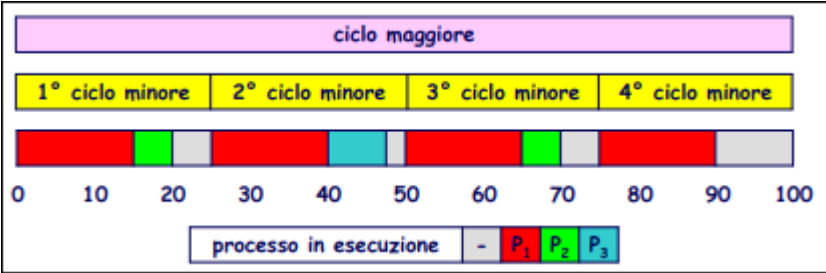 ciclo maggiore
1° ciclo minore 2° ciclo minore 3° ciclo minore 4° ciclo minore
0 10 20 30 40 50 60 70 80 90 100
processo in esecuzione - P₁ P₂ P₃